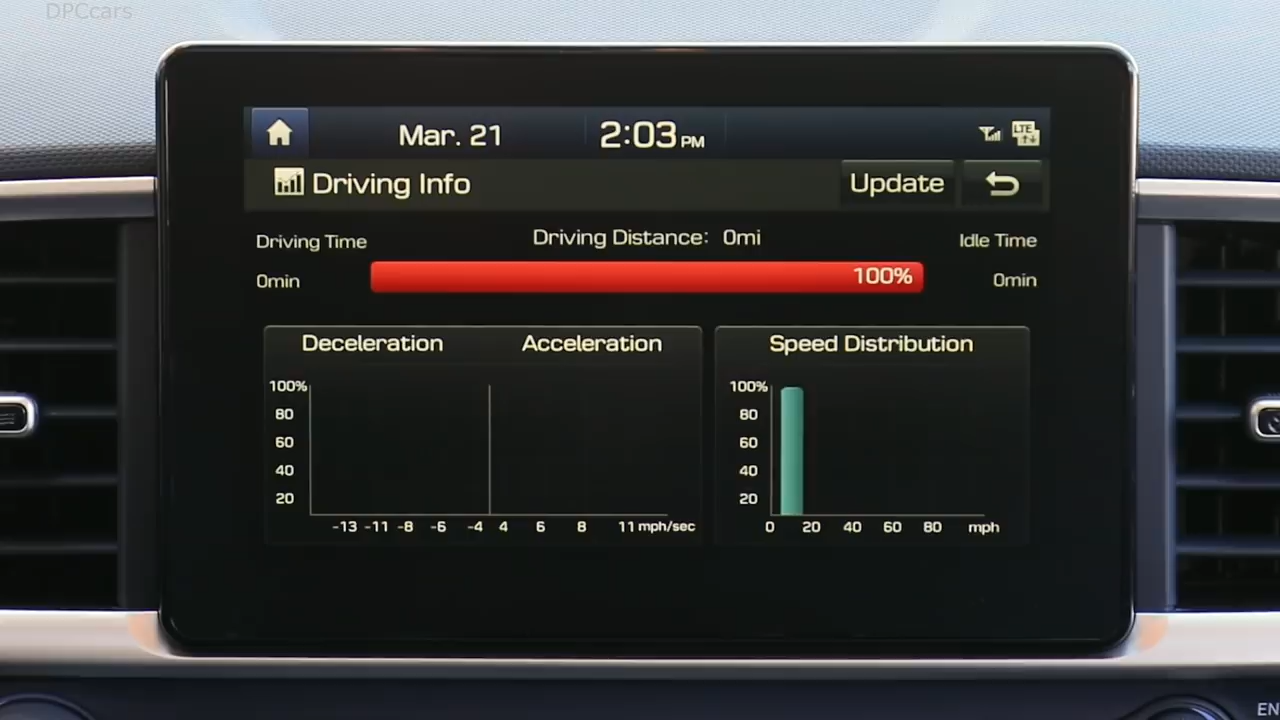 DPCcars
Mar. 21 2:03 PM LTE
Driving Info Update
Driving Distance: 0mi
Driving Time Idle Time
0min 100% 0min
Deceleration Acceleration Speed Distribution
100% 100%
80 80
60 60
40 40
20 20
-13 -11 -8 -6 -4 4 6 8 11 mph/sec 0 20 40 60 80 mph
EN